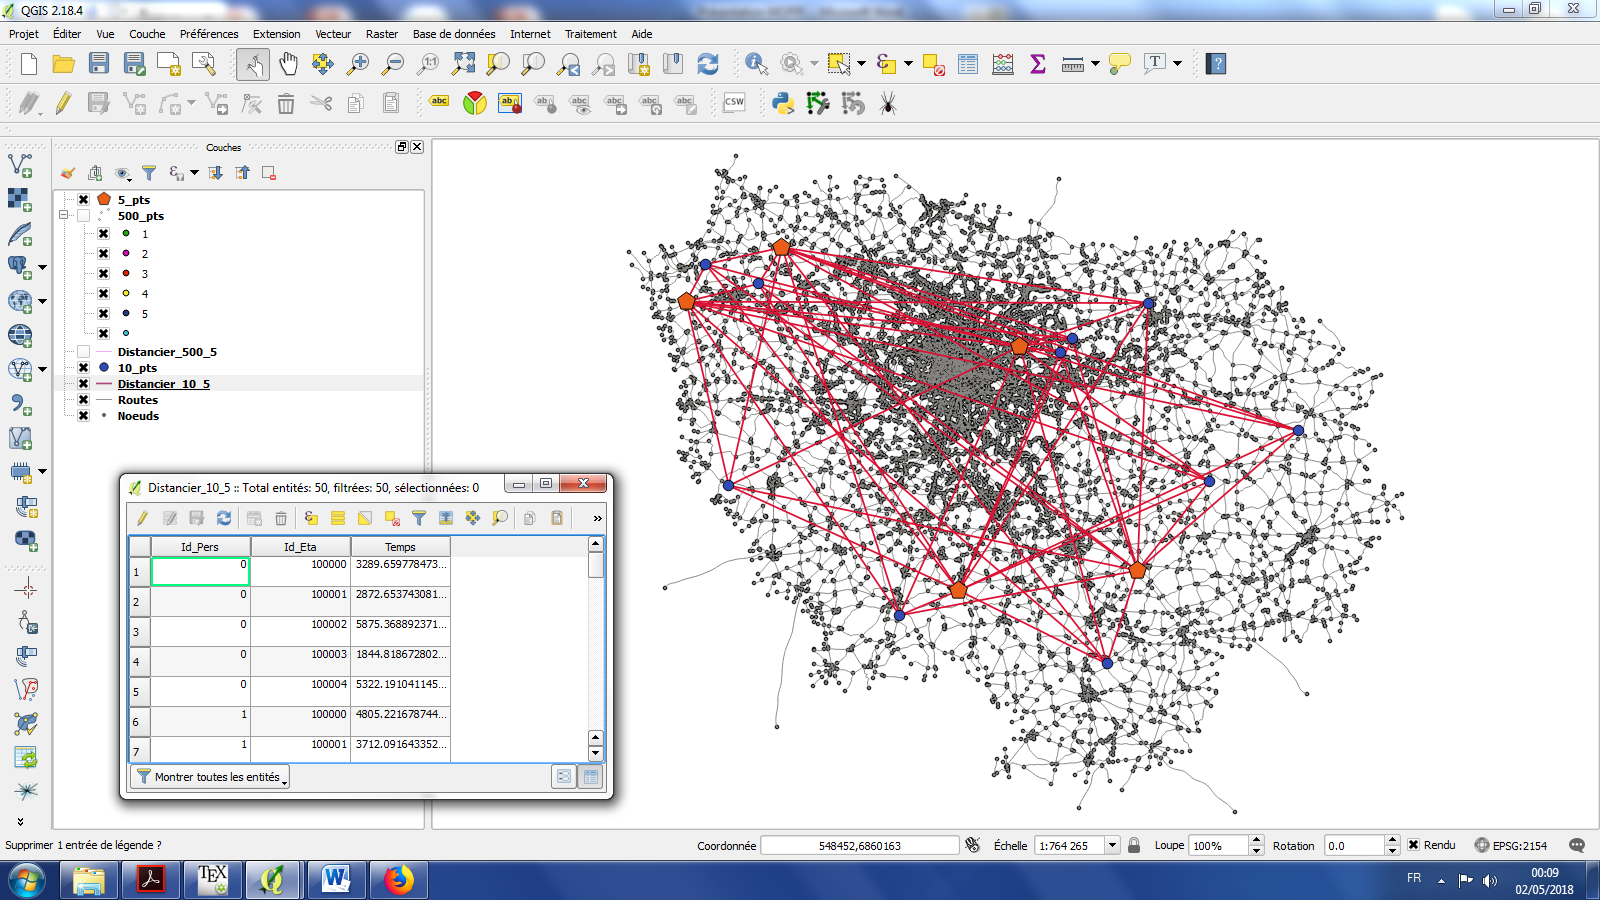 QGIS 2.18.4
Projet Éditer Vue Couche Préférences Extension Vecteur Raster Base de données Internet Traitement Aide
1:1
abc abc CSW
Couches
5_pts
500_pts
1
2
3
4
5
Distancier_500_5
10_pts
Distancier_10_5
Routes
Noeuds
Distancier_10_5 :: Total entités: 50, filtrées: 50, sélectionnées: 0
»
Id_Pers Id_Eta Temps
1 0 100000 3289.659778473...
2 0 100001 2872.653743081...
3 0 100002 5875.368892371...
4 0 100003 1844.818672802...
5 0 100004 5322.191041145...
6 1 100000 4805.221678744...
7 1 100001 3712.091643352...
Montrer toutes les entités
Supprimer 1 entrée de légende ?
Coordonnée 548452,6860163 Échelle 1:764 265 Loupe 100% Rotation 0.0 Rendu EPSG:2154
TEX W
FR 00:09
02/05/2018